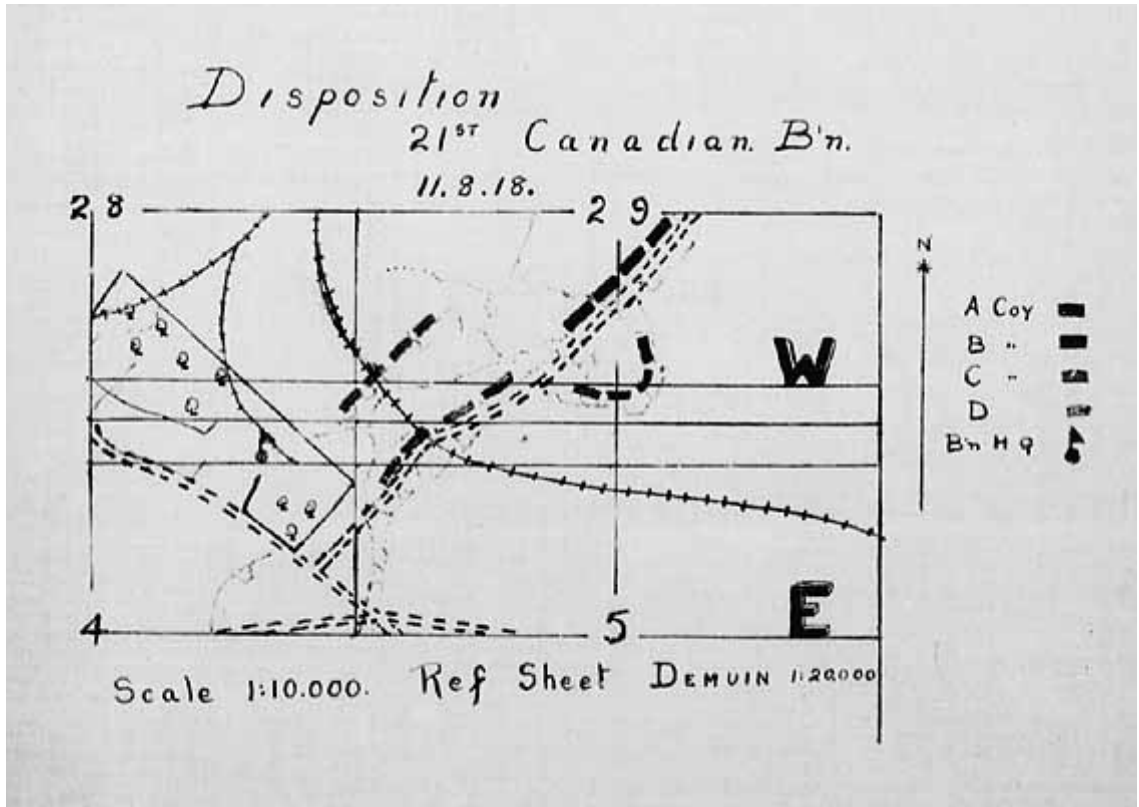 Disposition
21ST Canadian. B'n.
11.8.18.
28 29
N
A Coy
B "
C "
D
B'n H Q
W
Q
Q
Q
Q
Q
Q
Q Q
Q
E
4 5
Scale 1:10.000. Ref Sheet DEMUIN 1:20.000